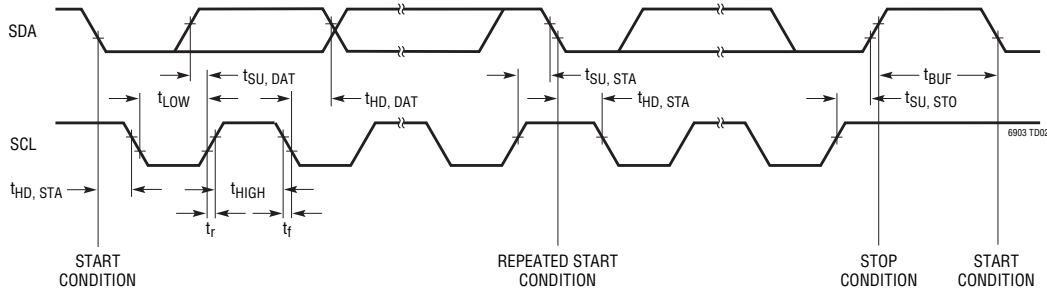 SDA
tSU, DAT
tSU, STA
tBUF
tLOW
tHD, DAT
tHD, STA
tSU, STO
SCL
6903 TD02
tHD, STA
tHIGH
tr
tf
START
CONDITION
REPEATED START
CONDITION
STOP
CONDITION
START
CONDITION